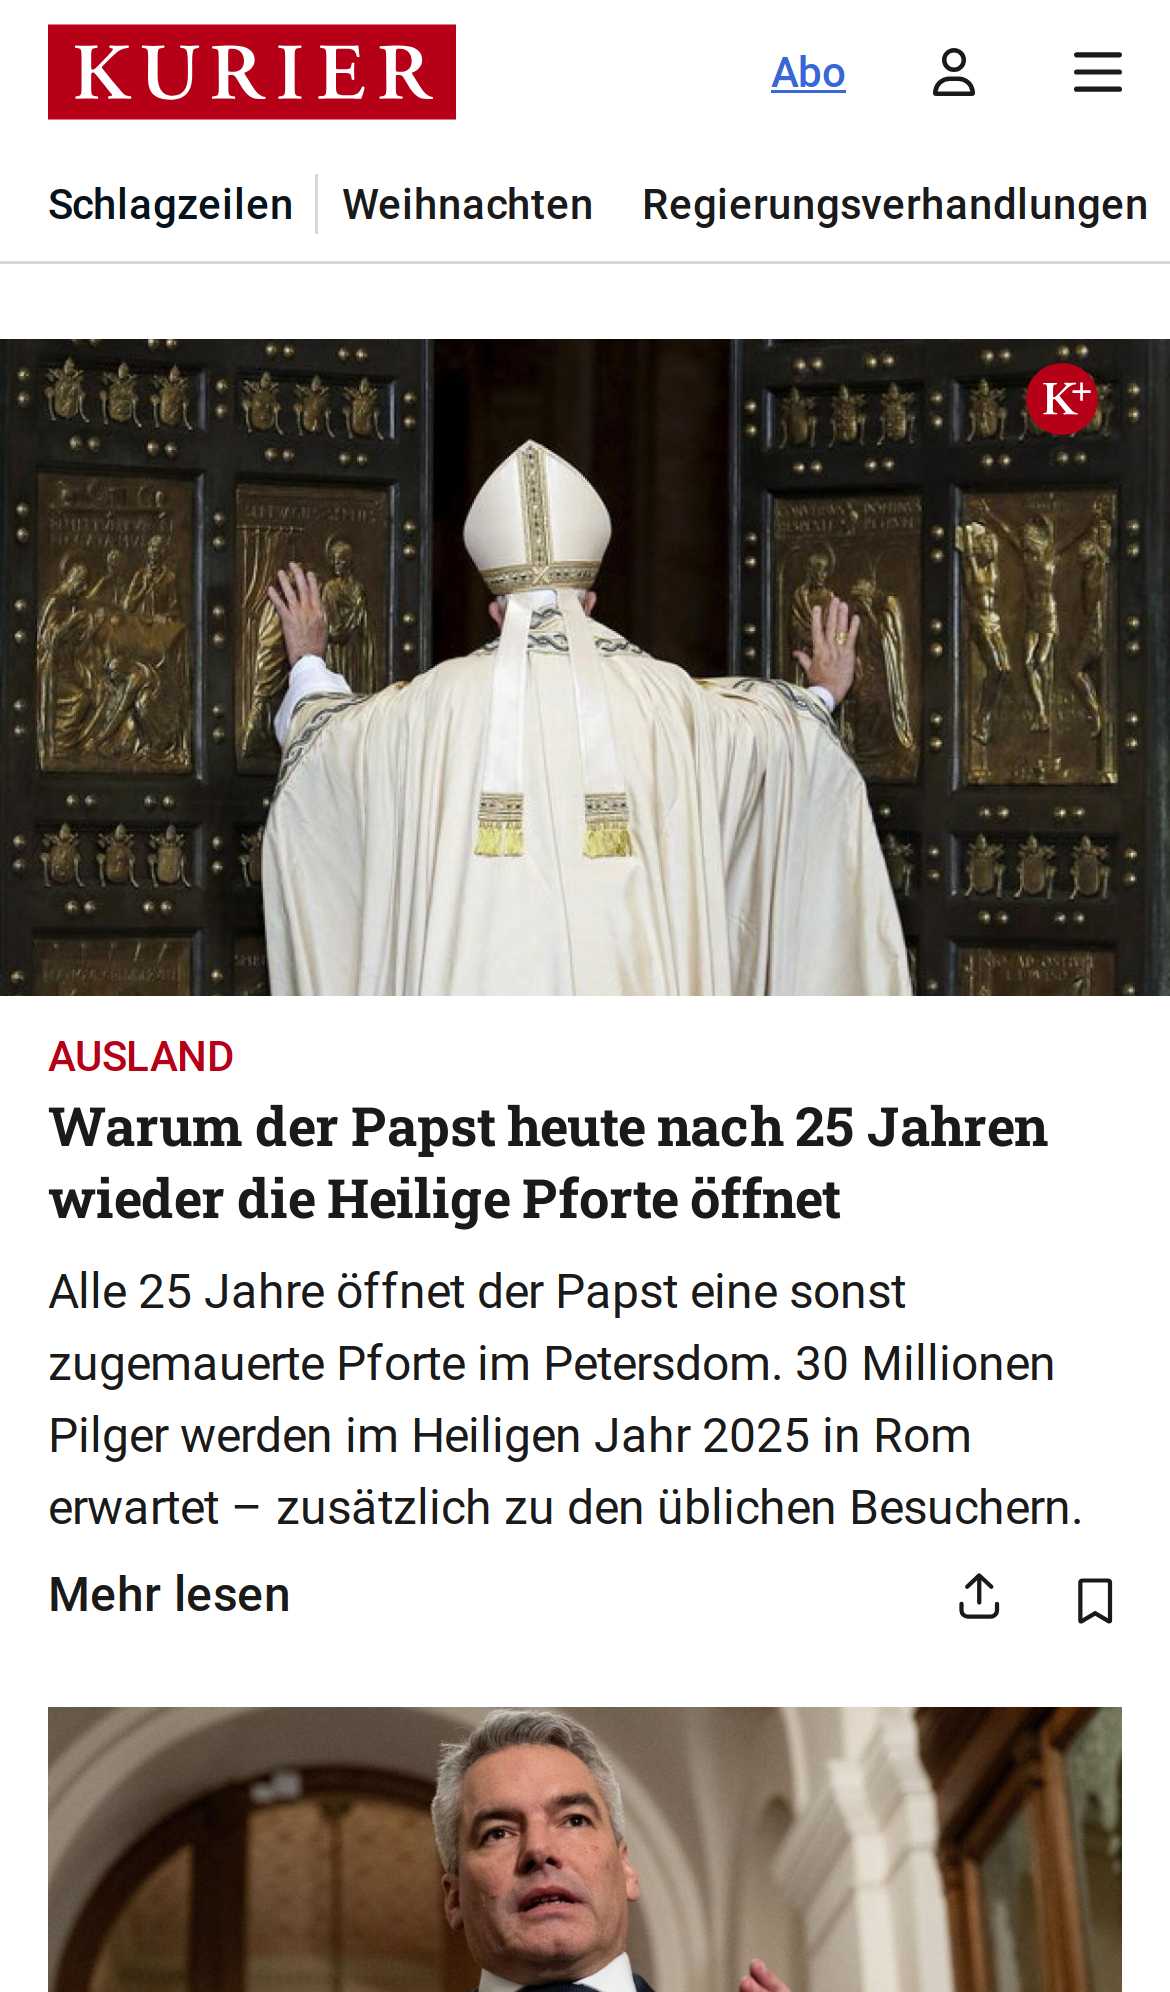 KURIER
Abo
Schlagzeilen
Weihnachten
Regierungsverhandlungen
K+
AUSLAND
Warum der Papst heute nach 25 Jahren
wieder die Heilige Pforte öffnet
Alle 25 Jahre öffnet der Papst eine sonst
zugemauerte Pforte im Petersdom. 30 Millionen
Pilger werden im Heiligen Jahr 2025 in Rom
erwartet – zusätzlich zu den üblichen Besuchern.
Mehr lesen